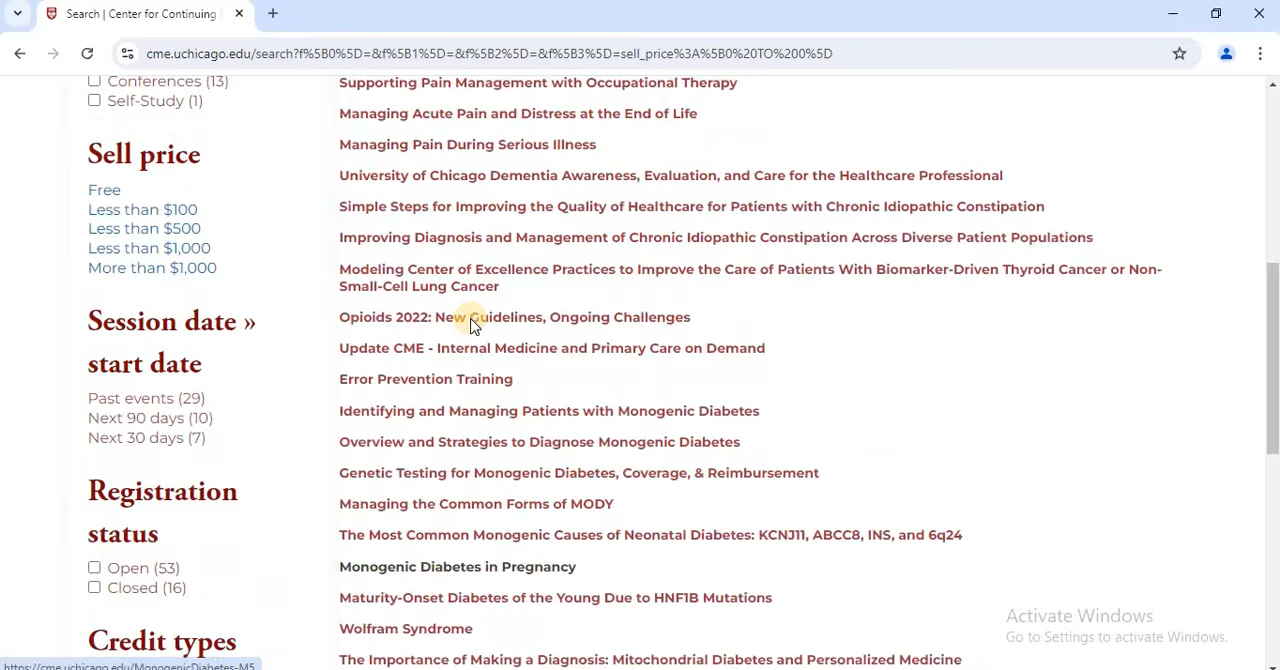 Search | Center for Continuing
cme.uchicago.edu/search?f%5B0%5D=&f%5B1%5D=&f%5B2%5D=&f%5B3%5D=sell_price%3A%5B0%20TO%200%5D
Conferences (13)
Self-Study (1)
Sell price
Free
Less than $100
Less than $500
Less than $1,000
More than $1,000
Session date »
start date
Past events (29)
Next 90 days (10)
Next 30 days (7)
Registration
status
Open (53)
Closed (16)
Credit types
Supporting Pain Management with Occupational Therapy
Managing Acute Pain and Distress at the End of Life
Managing Pain During Serious Illness
University of Chicago Dementia Awareness, Evaluation, and Care for the Healthcare Professional
Simple Steps for Improving the Quality of Healthcare for Patients with Chronic Idiopathic Constipation
Improving Diagnosis and Management of Chronic Idiopathic Constipation Across Diverse Patient Populations
Modeling Center of Excellence Practices to Improve the Care of Patients With Biomarker-Driven Thyroid Cancer or Non-
Small-Cell Lung Cancer
Opioids 2022: New Guidelines, Ongoing Challenges
Update CME - Internal Medicine and Primary Care on Demand
Error Prevention Training
Identifying and Managing Patients with Monogenic Diabetes
Overview and Strategies to Diagnose Monogenic Diabetes
Genetic Testing for Monogenic Diabetes, Coverage, & Reimbursement
Managing the Common Forms of MODY
The Most Common Monogenic Causes of Neonatal Diabetes: KCNJ11, ABCC8, INS, and 6q24
Monogenic Diabetes in Pregnancy
Maturity-Onset Diabetes of the Young Due to HNF1B Mutations
Wolfram Syndrome
The Importance of Making a Diagnosis: Mitochondrial Diabetes and Personalized Medicine
Activate Windows
Go to Settings to activate Windows.
https://cme.uchicago.edu/MonogenicDiabetes-M5